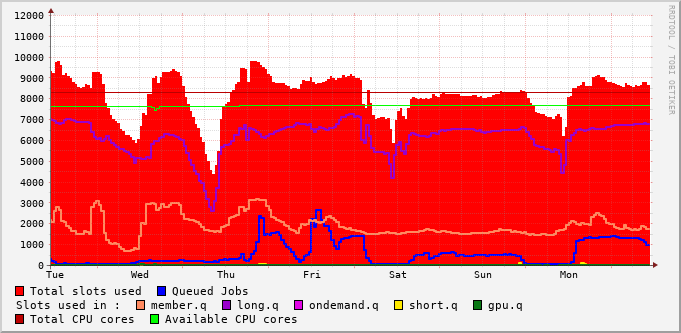 12000
11000
10000
9000
8000
7000
6000
5000
4000
3000
2000
1000
0
Tue Wed Thu Fri Sat Sun Mon
RRDTOOL / TOBI OETIKER
Total slots used Queued Jobs
Slots used in : member.q long.q ondemand.q short.q gpu.q
Total CPU cores Available CPU cores